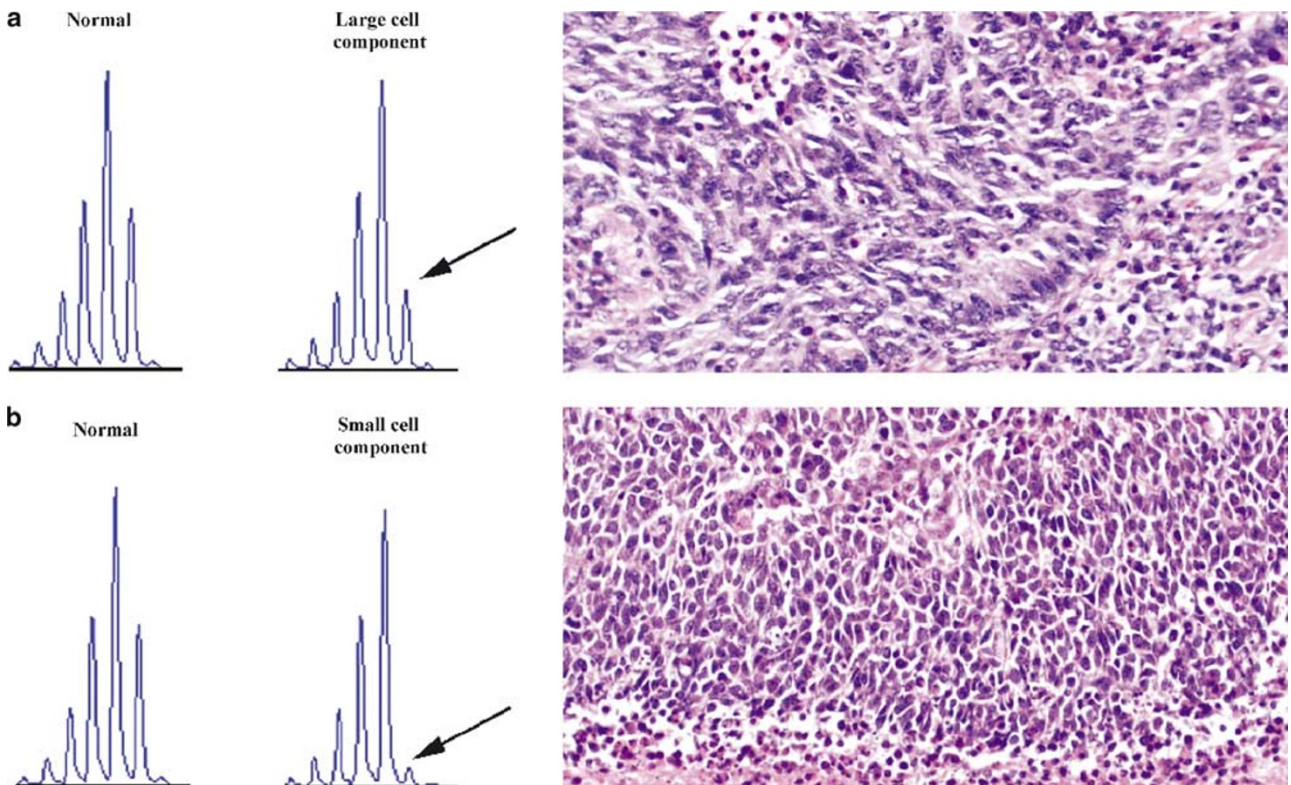 a
Normal
Large cell
component
b
Normal
Small cell
component